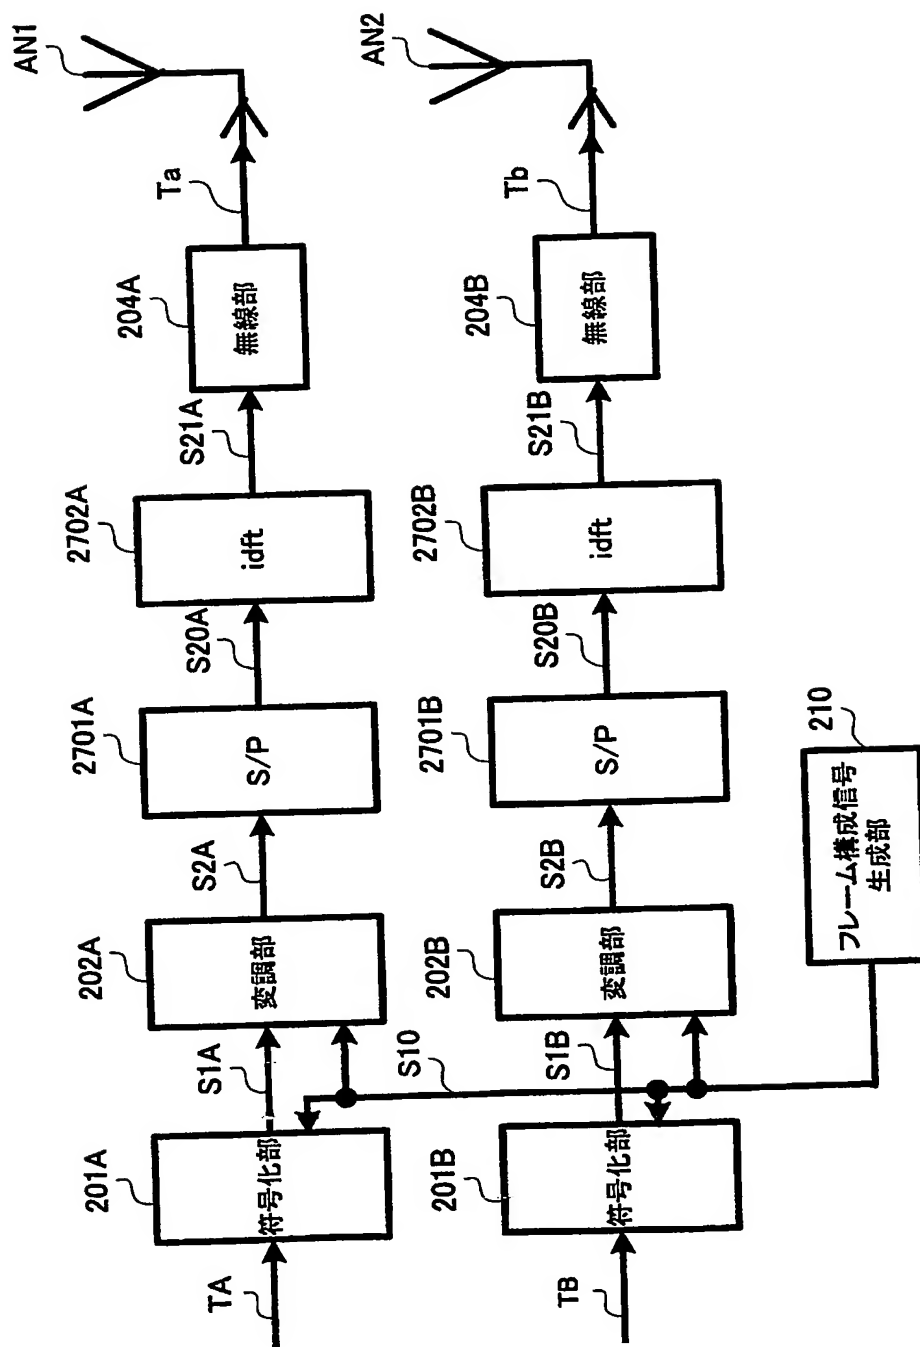 TA
201A
符号化部
S1A
202A
変調部
S2A
2701A
S/P
S20A
2702A
idft
S21A
204A
無線部
Ta
AN1
S10
TB
201B
符号化部
S1B
202B
変調部
S2B
2701B
S/P
S20B
2702B
idft
S21B
204B
無線部
Tb
AN2
210
フレーム構成信号
生成部